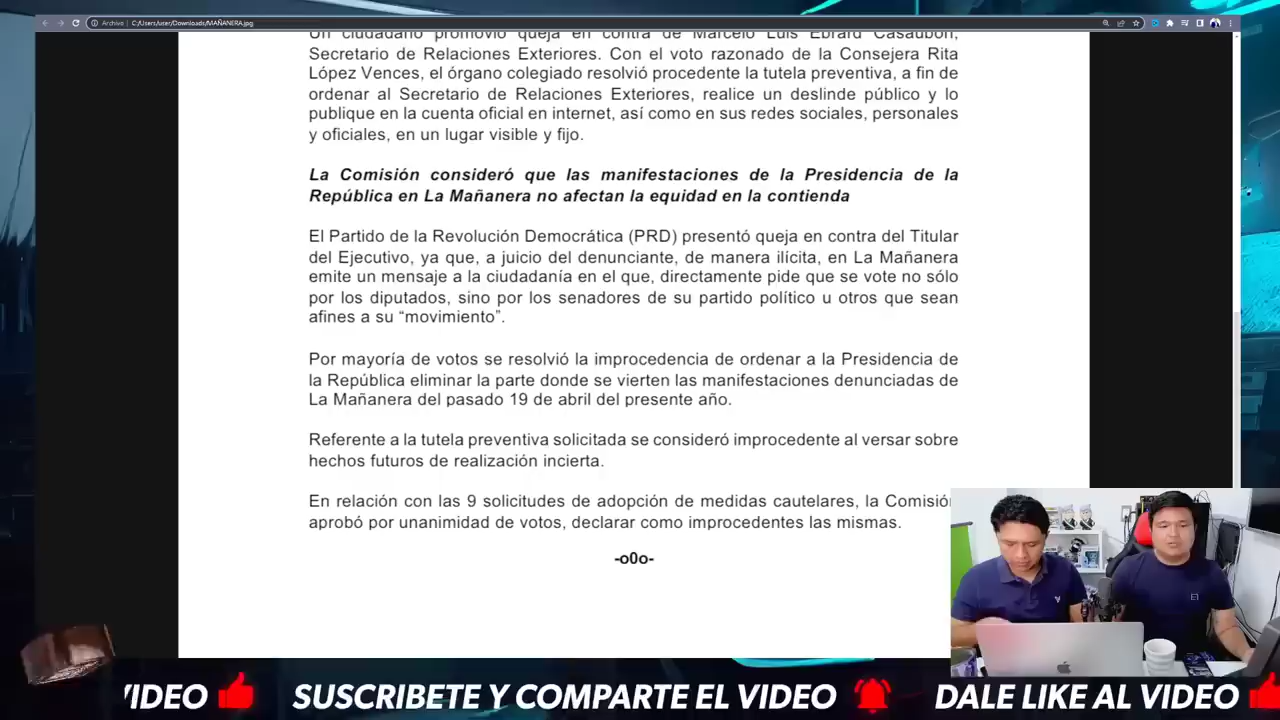 Archivo C:/Users/user/Downloads/MAÑANERA.jpg
Un ciudadano promovió queja en contra de Marcelo Luis Ebrard Casaubon,
Secretario de Relaciones Exteriores. Con el voto razonado de la Consejera Rita
López Vences, el órgano colegiado resolvió procedente la tutela preventiva, a fin de
ordenar al Secretario de Relaciones Exteriores, realice un deslinde público y lo
publique en la cuenta oficial en internet, así como en sus redes sociales, personales
y oficiales, en un lugar visible y fijo.
La Comisión consideró que las manifestaciones de la Presidencia de la
República en La Mañanera no afectan la equidad en la contienda
El Partido de la Revolución Democrática (PRD) presentó queja en contra del Titular
del Ejecutivo, ya que, a juicio del denunciante, de manera ilícita, en La Mañanera
emite un mensaje a la ciudadanía en el que, directamente pide que se vote no sólo
por los diputados, sino por los senadores de su partido político u otros que sean
afines a su “movimiento”.
Por mayoría de votos se resolvió la improcedencia de ordenar a la Presidencia de
la República eliminar la parte donde se vierten las manifestaciones denunciadas de
La Mañanera del pasado 19 de abril del presente año.
Referente a la tutela preventiva solicitada se consideró improcedente al versar sobre
hechos futuros de realización incierta.
En relación con las 9 solicitudes de adopción de medidas cautelares, la Comisión
aprobó por unanimidad de votos, declarar como improcedentes las mismas.
-o0o-
VIDEO SUSCRIBETE Y COMPARTE EL VIDEO DALE LIKE AL VIDEO